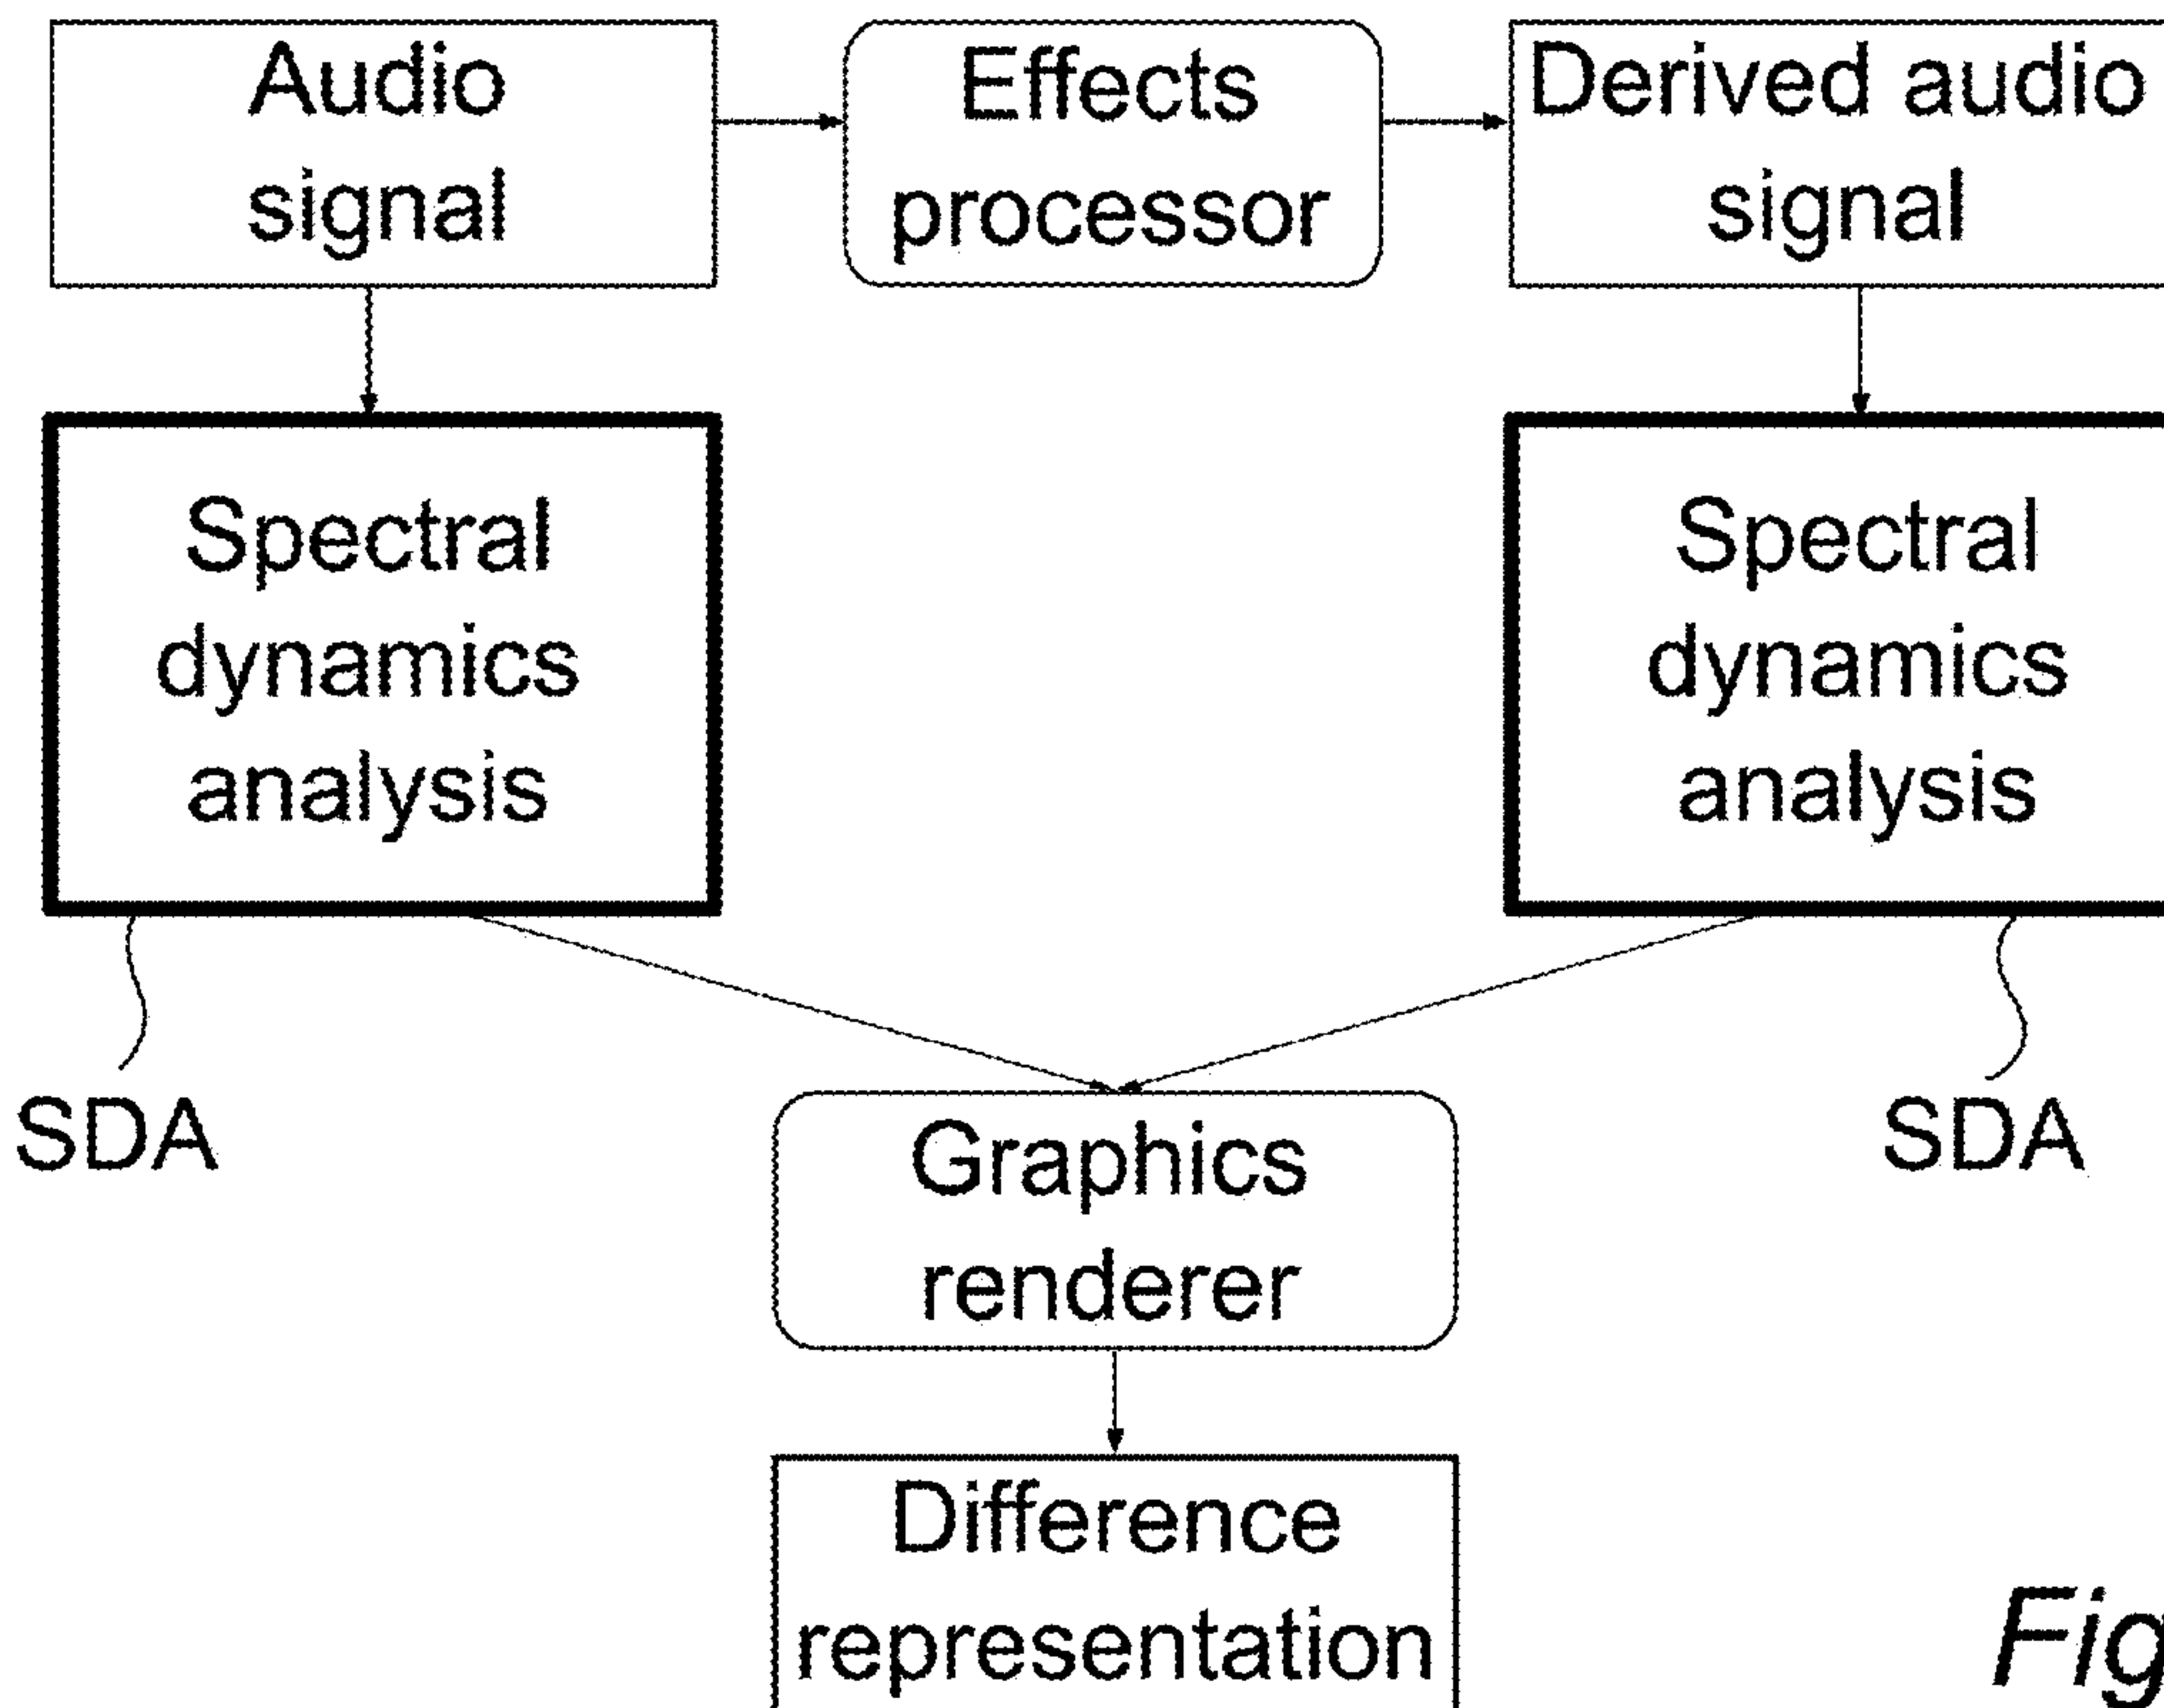 Audio
signal
Effects
processor
Derived audio
signal
Spectral
dynamics
analysis
Spectral
dynamics
analysis
SDA
SDA
Graphics
renderer
Difference
representation
Fig